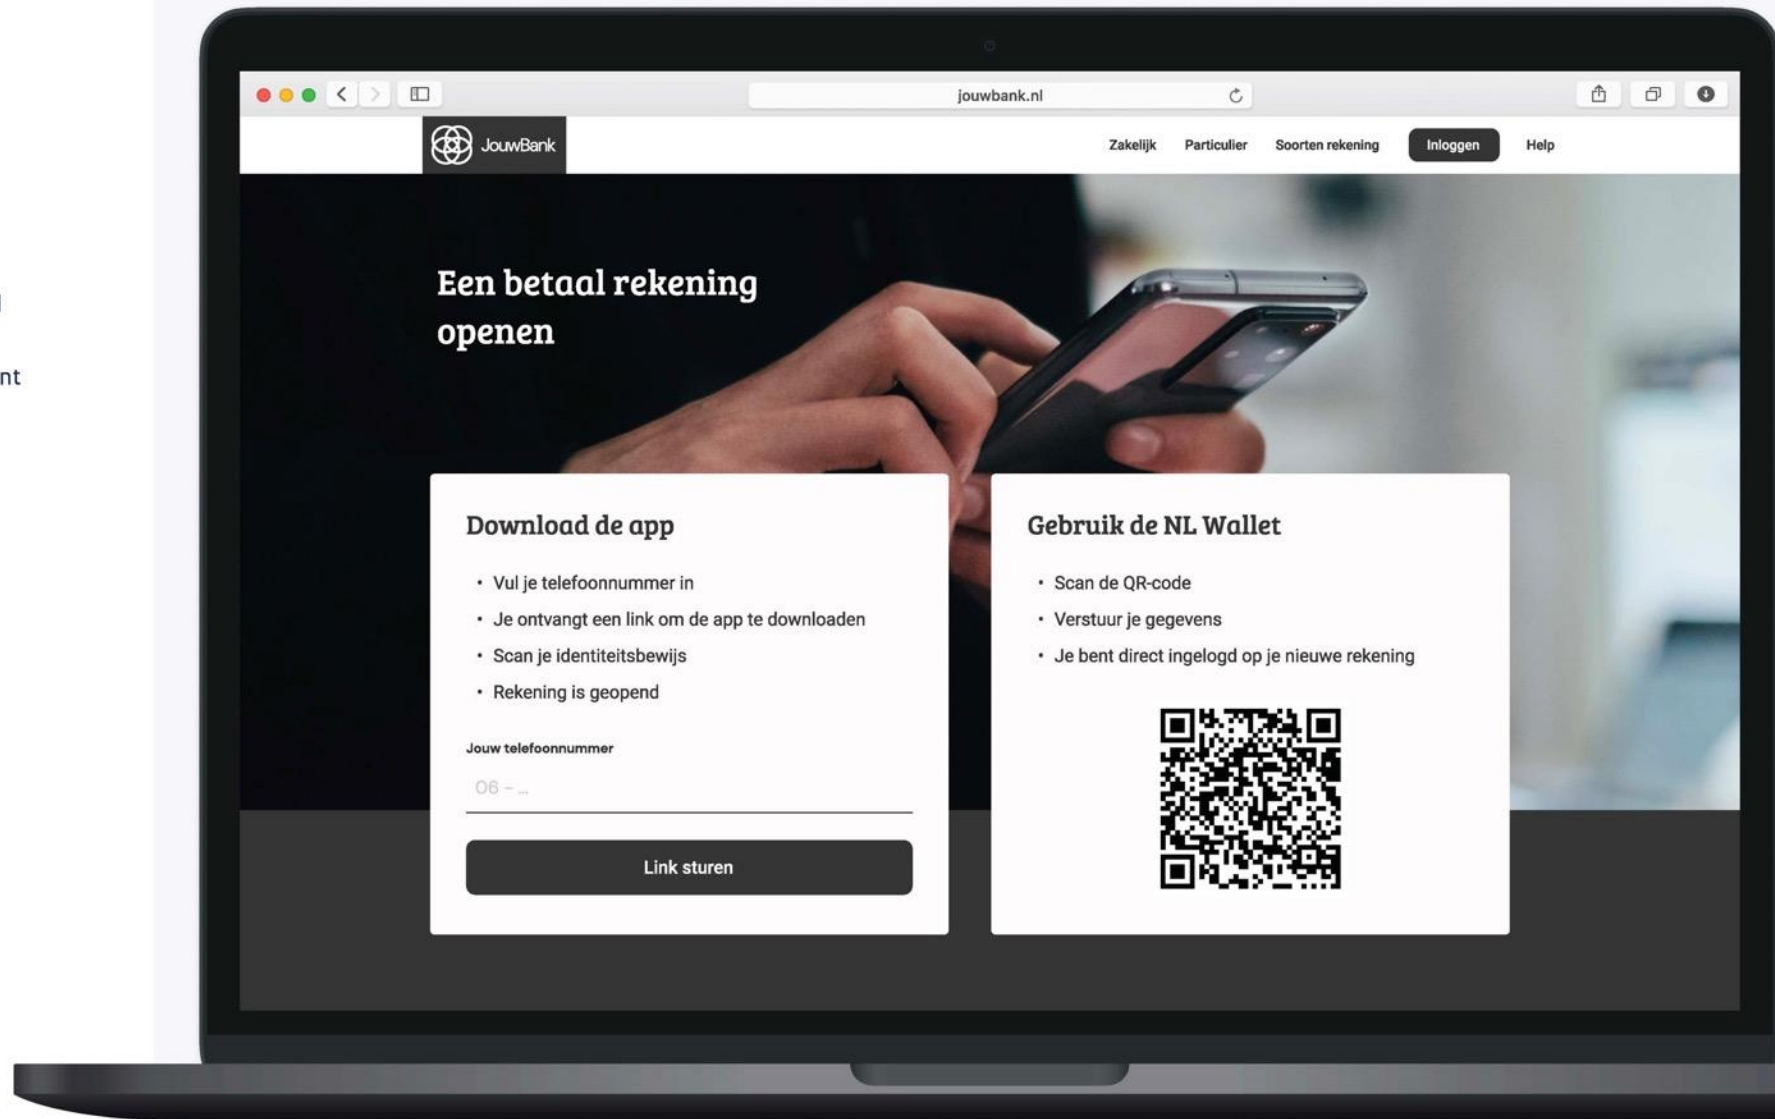 jouwbank.nl
JouwBank
Zakelijk Particulier Soorten rekening Inloggen Help
Een betaal rekening
openen
Download de app
• Vul je telefoonnummer in
• Je ontvangt een link om de app te downloaden
• Scan je identiteitsbewijs
• Rekening is geopend
Jouw telefoonnummer
06 - ...
Link sturen
Gebruik de NL Wallet
• Scan de QR-code
• Verstuur je gegevens
• Je bent direct ingelogd op je nieuwe rekening